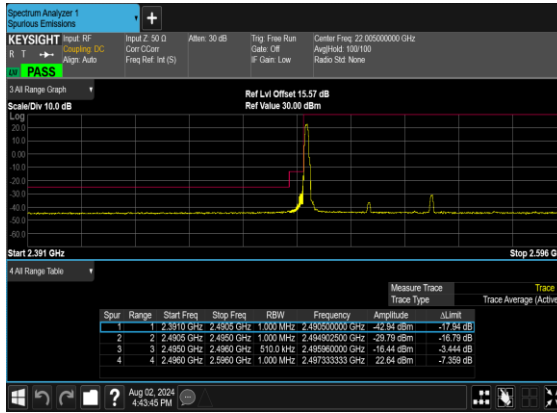 Spectrum Analyzer 1
Spurious Emissions
+
KEYSIGHT Input: RF Input Z: 50 Ω Atten: 30 dB Trig: Free Run Center Freq: 22.005000000 GHz
R T Coupling: DC Corr CCorr Gate: Off Avg|Hold: 100/100
Align: Auto Freq Ref: Int (S) IF Gain: Low Radio Std: None
LU PASS
3 All Range Graph
Ref Lvl Offset 15.57 dB
Scale/Div 10.0 dB Ref Value 30.00 dBm
Log
20.0
10.0
0.00
-10.0
-20.0
-30.0
-40.0
-50.0
-60.0
Start 2.391 GHz Stop 2.596 G
4 All Range Table
Measure Trace Trace
Trace Type Trace Average (Active
Spur Range Start Freq Stop Freq RBW Frequency Amplitude ΔLimit
1 1 2.3910 GHz 2.4905 GHz 1.000 MHz 2.490500000 GHz -42.94 dBm -17.94 dB
2 2 2.4905 GHz 2.4950 GHz 1.000 MHz 2.494902500 GHz -29.79 dBm -16.79 dB
3 3 2.4950 GHz 2.4960 GHz 510.0 kHz 2.495960000 GHz -16.44 dBm -3.444 dB
4 4 2.4960 GHz 2.5960 GHz 1.000 MHz 2.497333333 GHz 22.64 dBm -7.359 dB
? Aug 02, 2024
4:43:45 PM